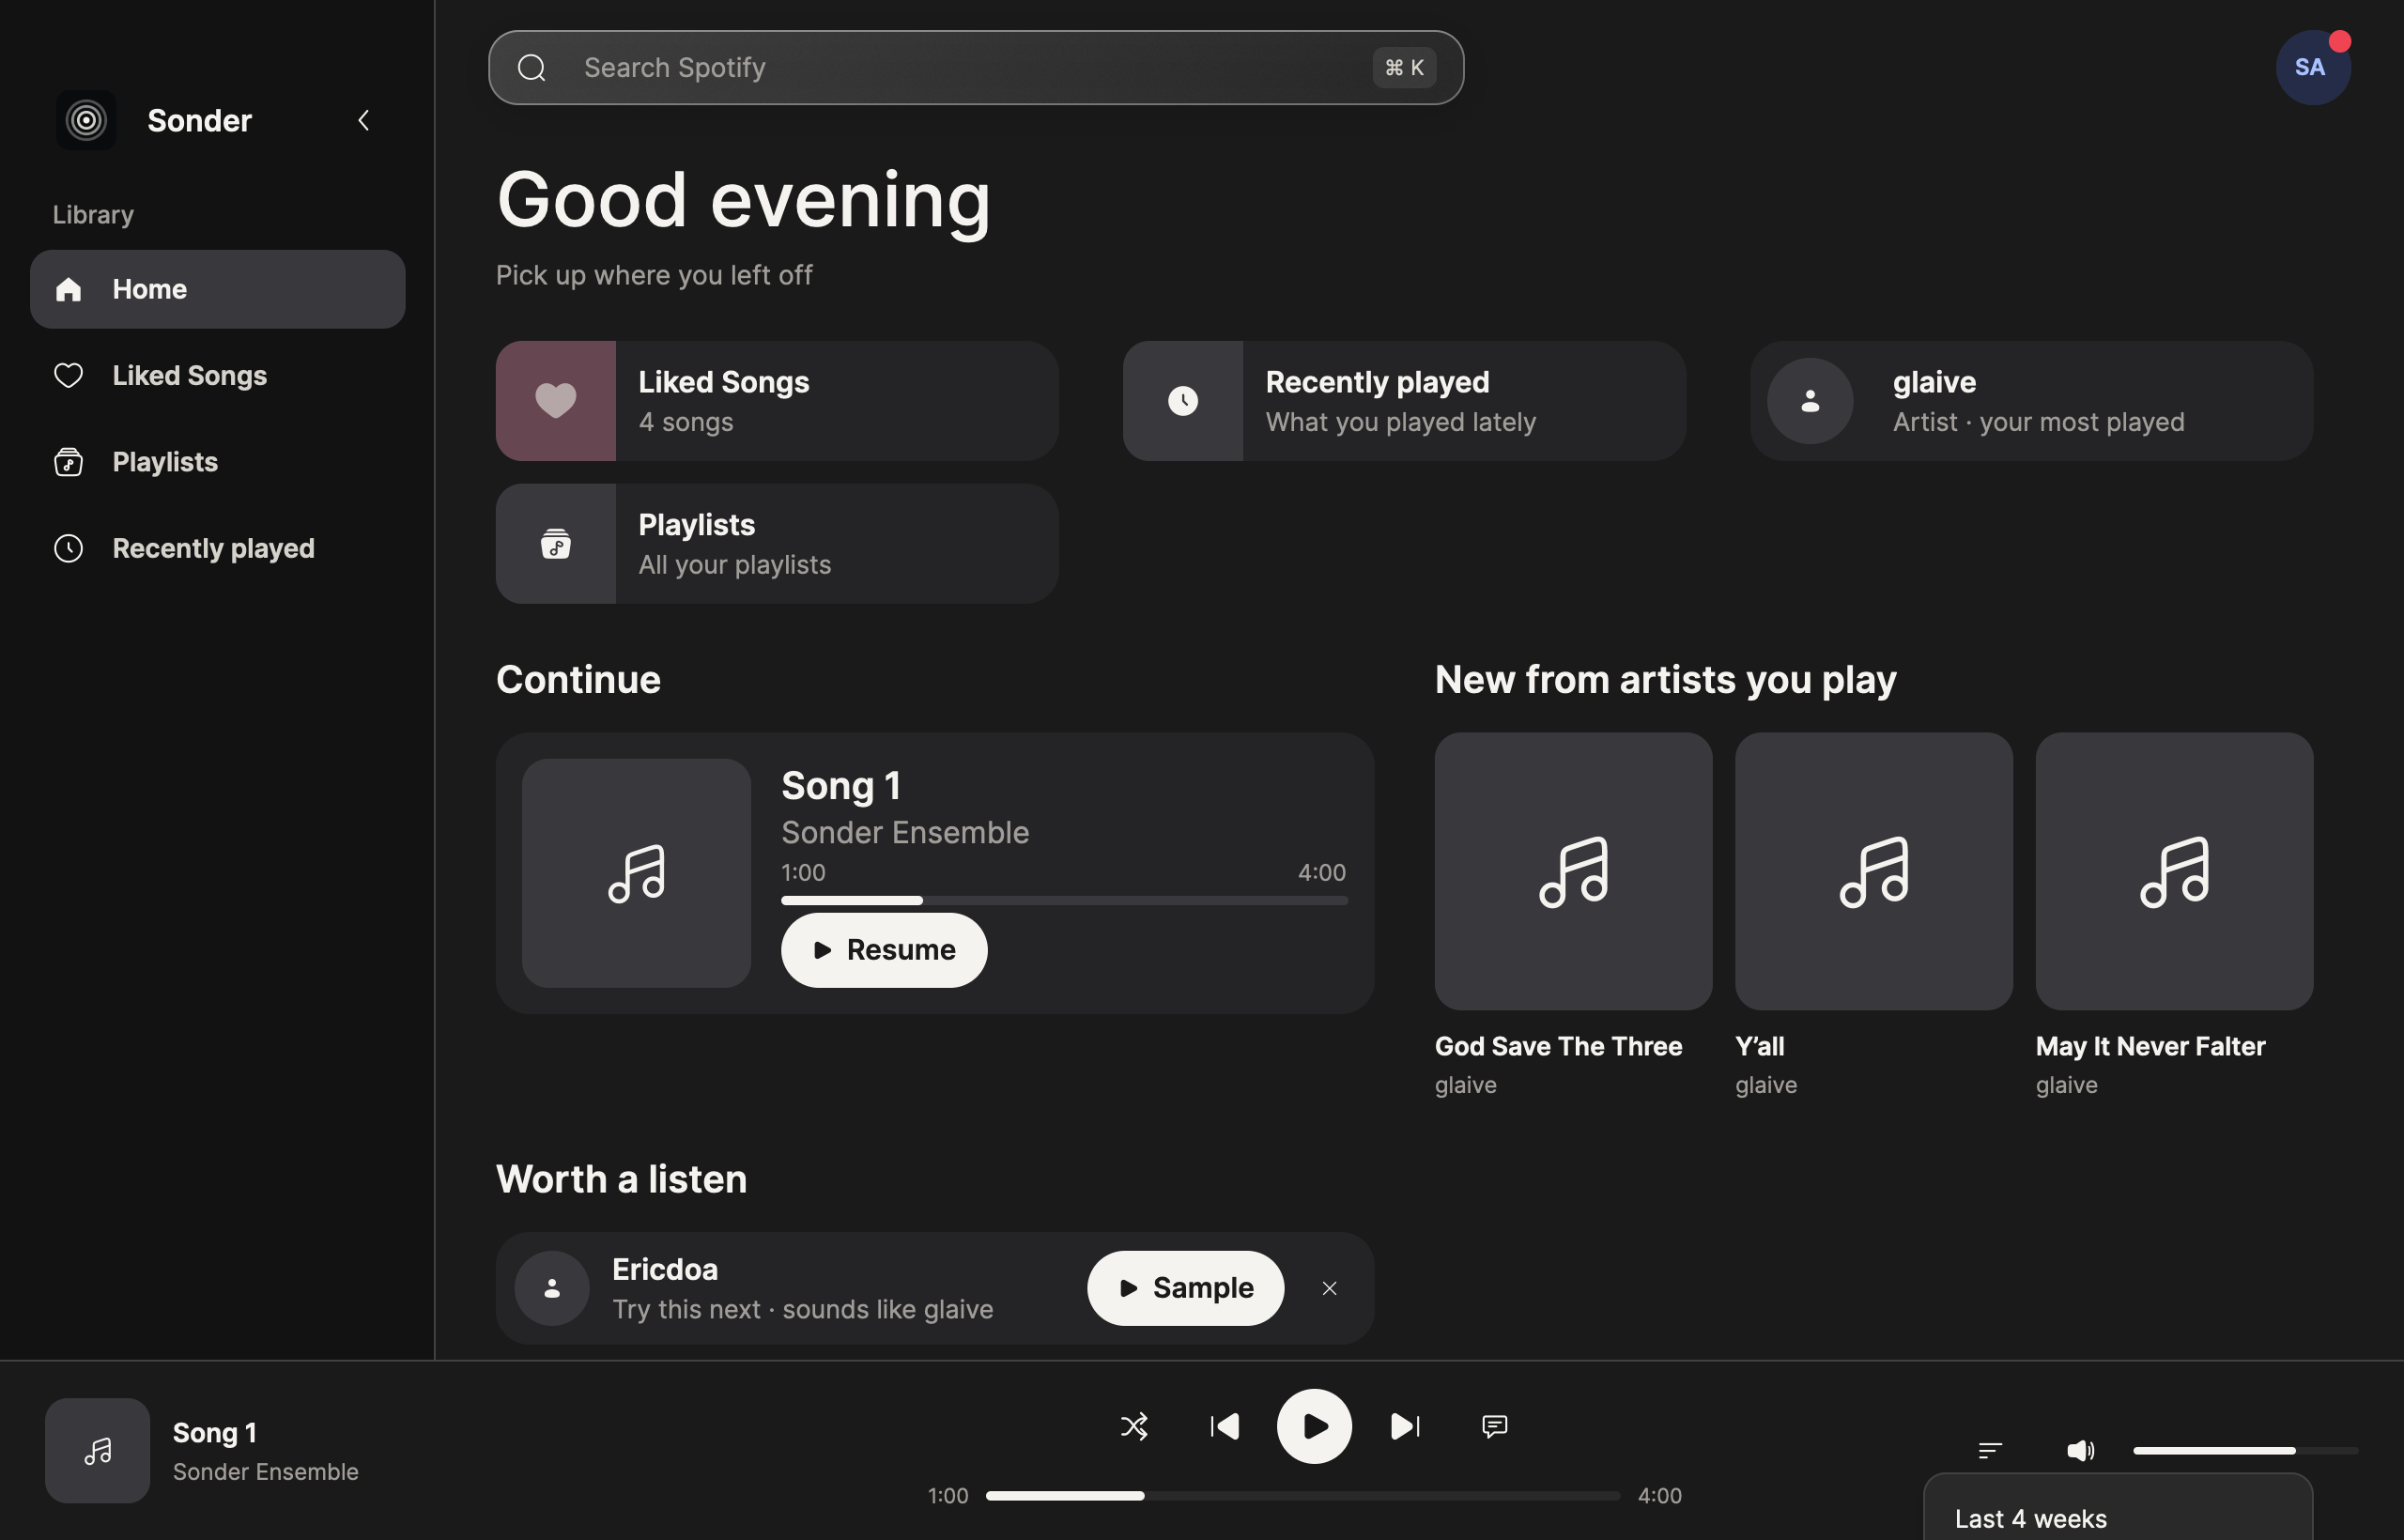 Search Spotify
⌘ K
SA
Sonder
Library
Home
Liked Songs
Playlists
Recently played
Good evening
Pick up where you left off
Liked Songs
4 songs
Recently played
What you played lately
glaive
Artist · your most played
Playlists
All your playlists
Continue
Song 1
Sonder Ensemble
1:00
4:00
Resume
New from artists you play
God Save The Three
glaive
Y’all
glaive
May It Never Falter
glaive
Worth a listen
Ericdoa
Try this next · sounds like glaive
Sample
Song 1
Sonder Ensemble
1:00
4:00
Last 4 weeks